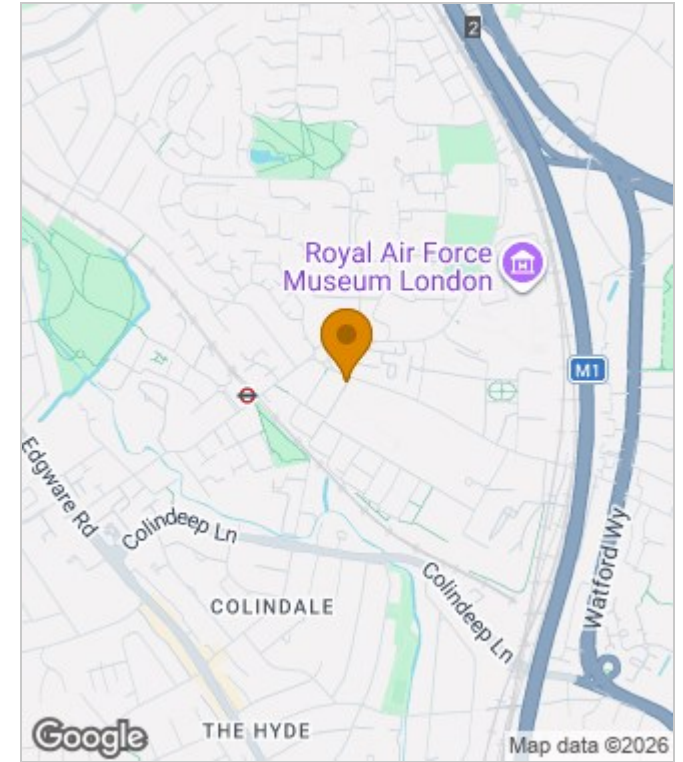 2
Royal Air Force
Museum London
M1
Edgware Rd
Colindeep Ln
Watford Wy
Colindeep Ln
COLINDALE
THE HYDE
Google
Map data ©2026